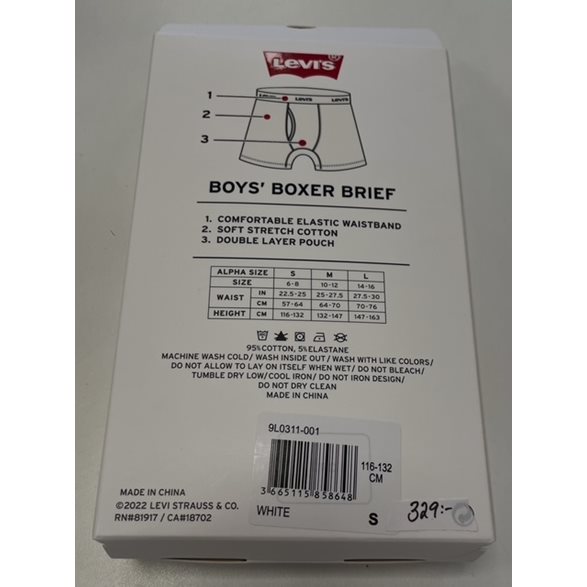 Levi's ®
1 LEVI'S LEVI'S
2
3
BOYS' BOXER BRIEF
1. COMFORTABLE ELASTIC WAISTBAND
2. SOFT STRETCH COTTON
3. DOUBLE LAYER POUCH
ALPHA SIZE S M L
SIZE 6-8 10-12 14-16
WAIST IN 22.5-25 25-27.5 27.5-30
CM 57-64 64-70 70-76
HEIGHT CM 116-132 132-147 147-163
95% COTTON, 5% ELASTANE
MACHINE WASH COLD/ WASH INSIDE OUT/ WASH WITH LIKE COLORS/
DO NOT ALLOW TO LAY ON ITSELF WHEN WET/ DO NOT BLEACH/
TUMBLE DRY LOW/COOL IRON/ DO NOT IRON DESIGN/
DO NOT DRY CLEAN
MADE IN CHINA
9L0311-001
116-132
CM
3 665115 858648
WHITE S
329:-
MADE IN CHINA
©2022 LEVI STRAUSS & CO.
RN#81917 / CA#18702